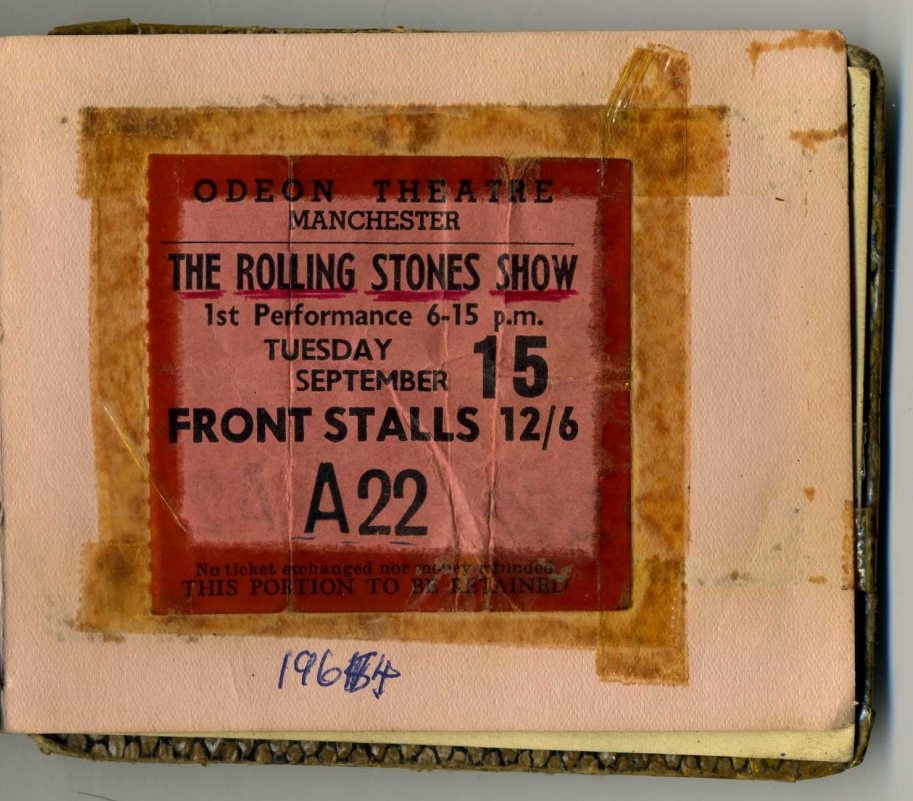 ODEON THEATRE
MANCHESTER
THE ROLLING STONES SHOW
1st Performance 6-15 p.m.
TUESDAY
SEPTEMBER 15
FRONT STALLS 12/6
A22
No ticket exchanged nor money refunded
THIS PORTION TO BE RETAINED
1964